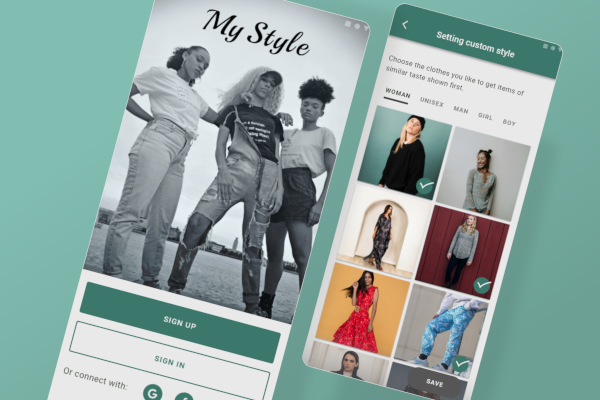 My Style
SIGN UP
SIGN IN
Or connect with:
G
Setting custom style
Choose the clothes you like to get items of
similar taste shown first.
WOMAN UNISEX MAN GIRL BOY
SAVE